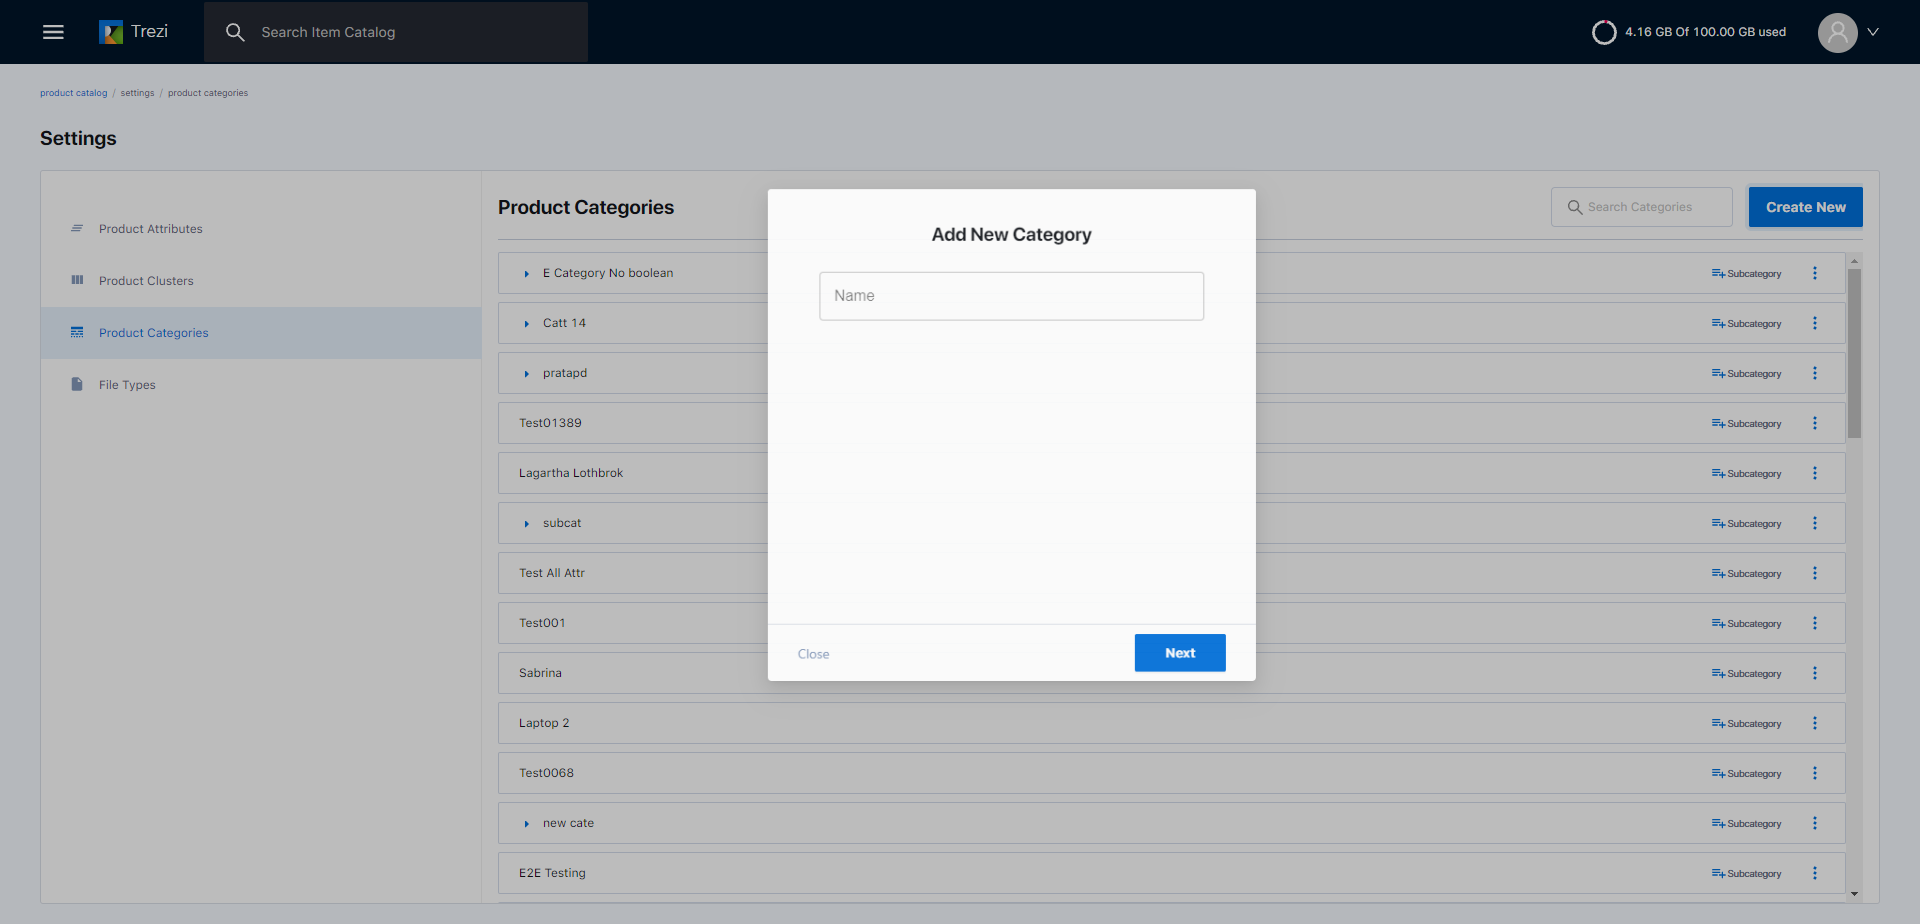 Trezi
Search Item Catalog
4.16 GB Of 100.00 GB used
product catalog / settings / product categories
Settings
Product Attributes
Product Clusters
Product Categories
File Types
Product Categories
Search Categories
Create New
E Category No boolean
Subcategory
Catt 14
Subcategory
pratapd
Subcategory
Test01389
Subcategory
Lagartha Lothbrok
Subcategory
subcat
Subcategory
Test All Attr
Subcategory
Test001
Subcategory
Sabrina
Subcategory
Laptop 2
Subcategory
Test0068
Subcategory
new cate
Subcategory
E2E Testing
Subcategory
Add New Category
Name
Close
Next